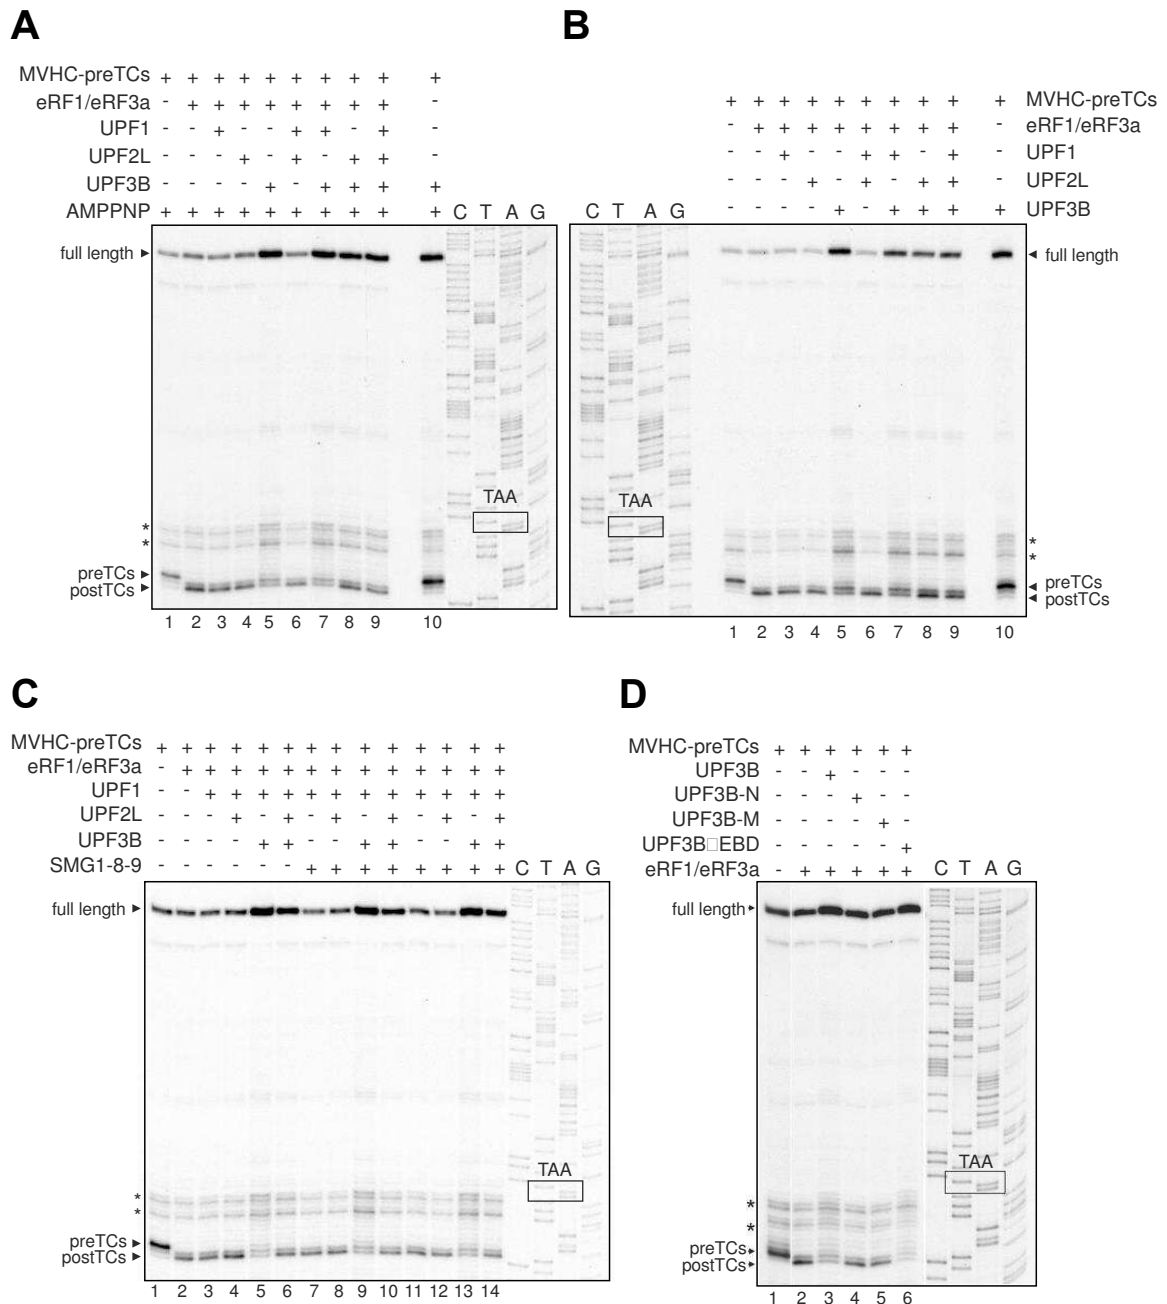 A
MVHC-preTCs + + + + + + + + + +
eRF1/eRF3a - + + + + + + + + -
UPF1 - - + - - + + - + -
UPF2L - - - + - + - + + -
UPF3B - - - - + - + + + +
AMPPNP + + + + + + + + + + C T A G
full length
TAA
*
*
preTCs
postTCs
1 2 3 4 5 6 7 8 9 10
B
+ + + + + + + + + + MVHC-preTCs
- + + + + + + + + - eRF1/eRF3a
- - + - - + + - + - UPF1
- - - + - + - + + - UPF2L
C T A G - - - - + - + + + + UPF3B
full length
TAA
*
*
preTCs
postTCs
1 2 3 4 5 6 7 8 9 10
C
MVHC-preTCs + + + + + + + + + + + + + +
eRF1/eRF3a - + + + + + + + + + + + + +
UPF1 - - + + + + + + + + + + + +
UPF2L - - - + - + - + - + - + - +
UPF3B - - - - + + - - + + - - + +
SMG1-8-9 - - - - - - + + + + + + + + C T A G
full length
TAA
*
*
preTCs
postTCs
1 2 3 4 5 6 7 8 9 10 11 12 13 14
D
MVHC-preTCs + + + + + +
UPF3B - - + - - -
UPF3B-N - - - + - -
UPF3B-M - - - - + -
UPF3B□EBD - - - - - +
eRF1/eRF3a - + + + + + C T A G
full length
TAA
*
*
preTCs
postTCs
1 2 3 4 5 6